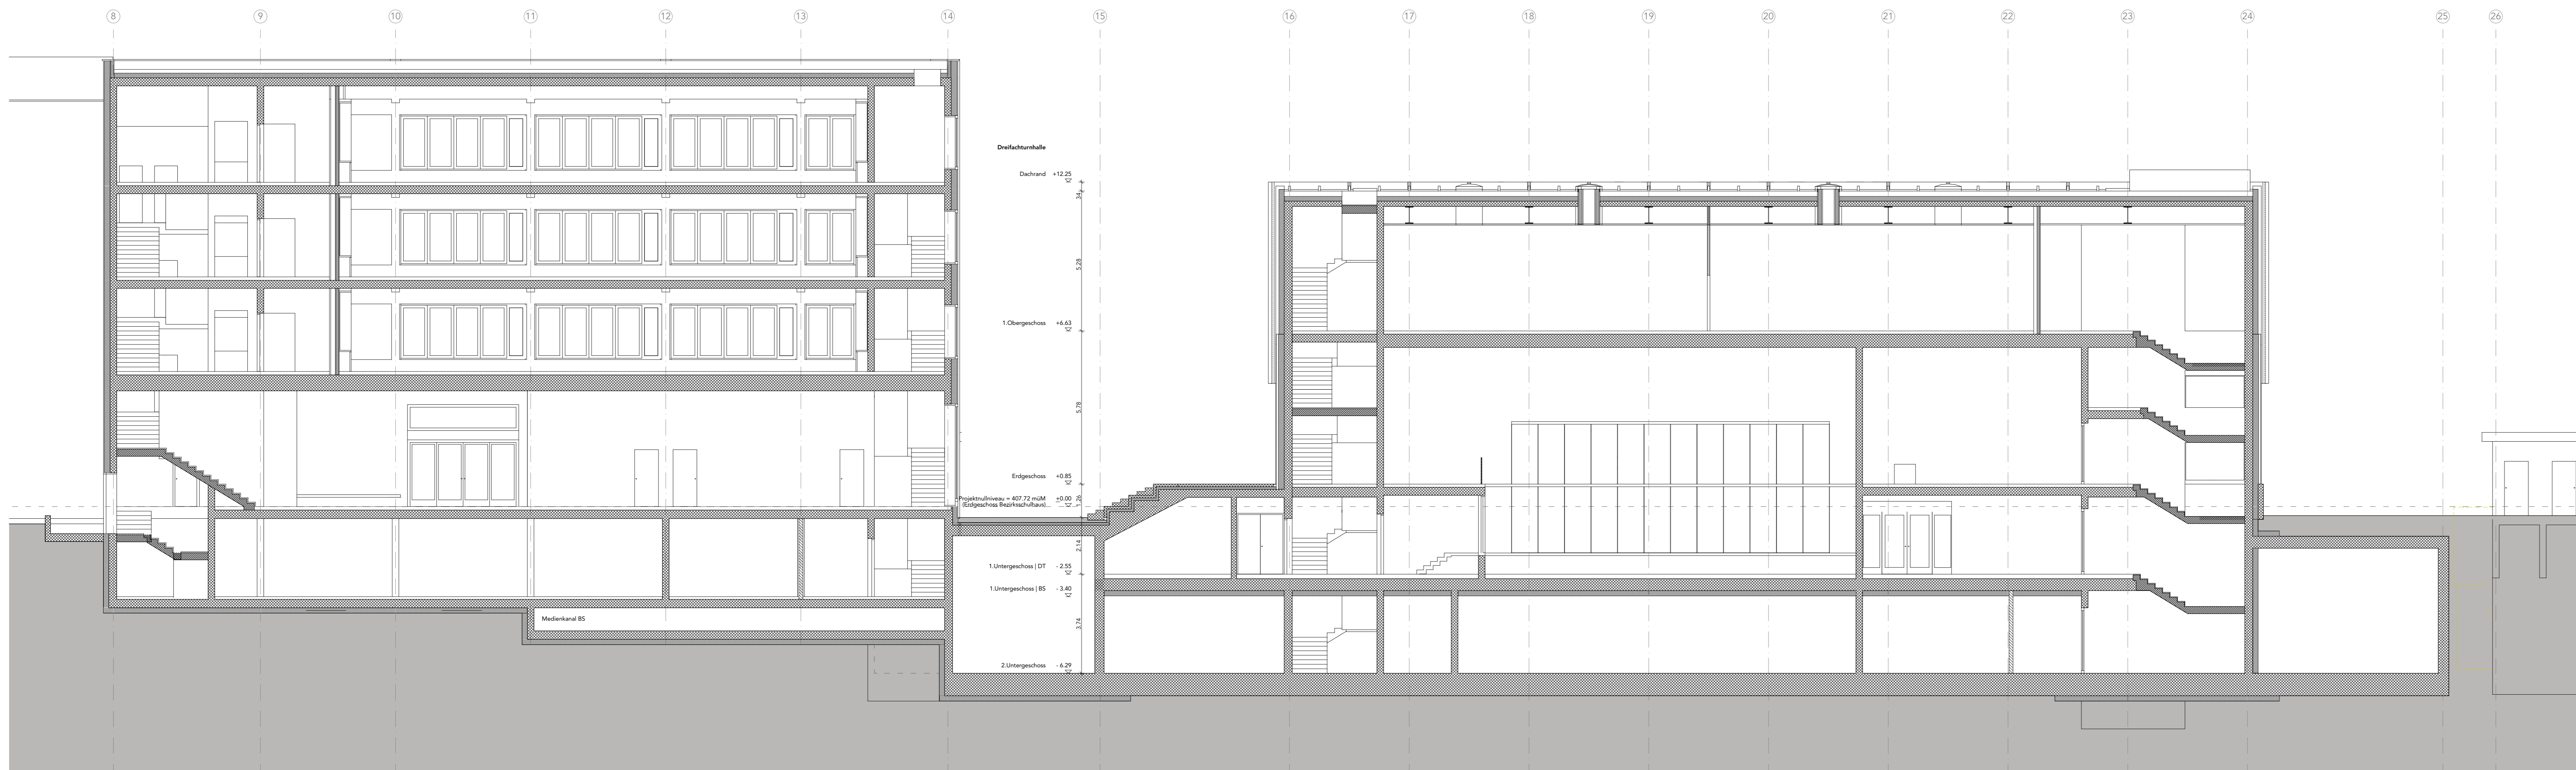 8 9 10 11 12 13 14 15 16 17 18 19 20 21 22 23 24 25 26
Dreifachturnhalle
Dachrand +12.25
34
5.28
1.Obergeschoss +6.63
5.78
Erdgeschoss +0.85
Projektnullniveau = 407.72 müM ±0.00
(Erdgeschoss Bezirksschulhaus)
1.26
2.14
1.Untergeschoss | DT - 2.55
1.Untergeschoss | BS - 3.40
Medienkanal BS
3.74
2.Untergeschoss - 6.29